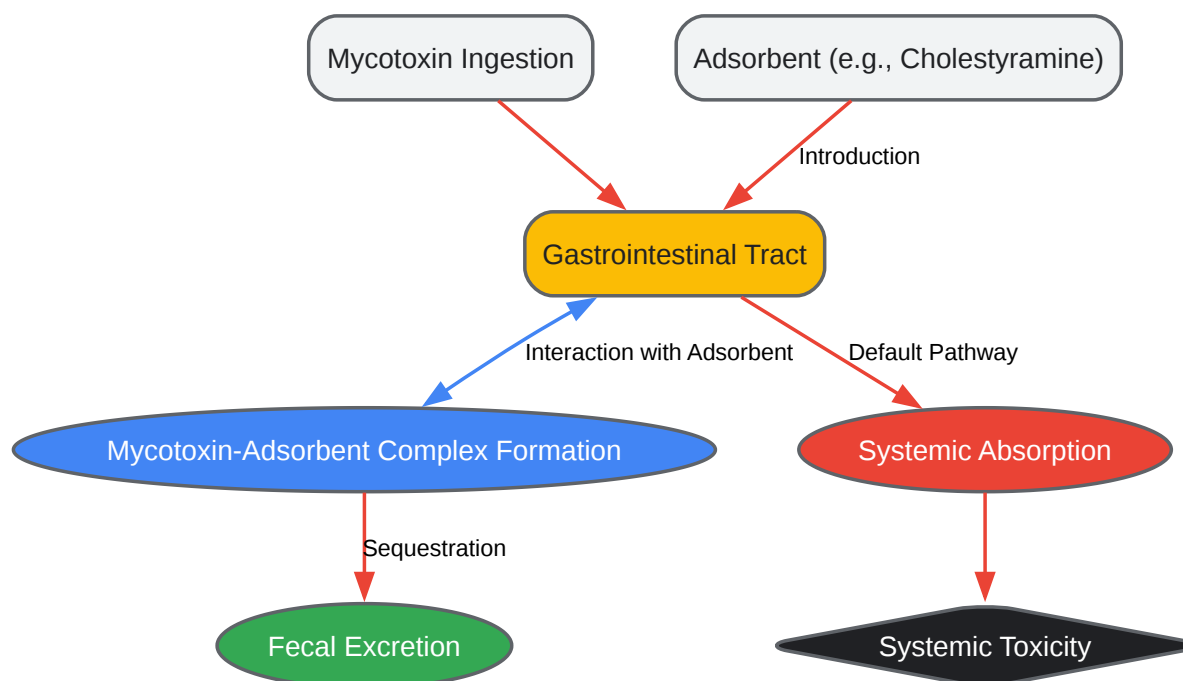 Mycotoxin Ingestion
Adsorbent (e.g., Cholestyramine)
Introduction
Gastrointestinal Tract
Interaction with Adsorbent
Default Pathway
Mycotoxin-Adsorbent Complex Formation
Systemic Absorption
Sequestration
Fecal Excretion
Systemic Toxicity